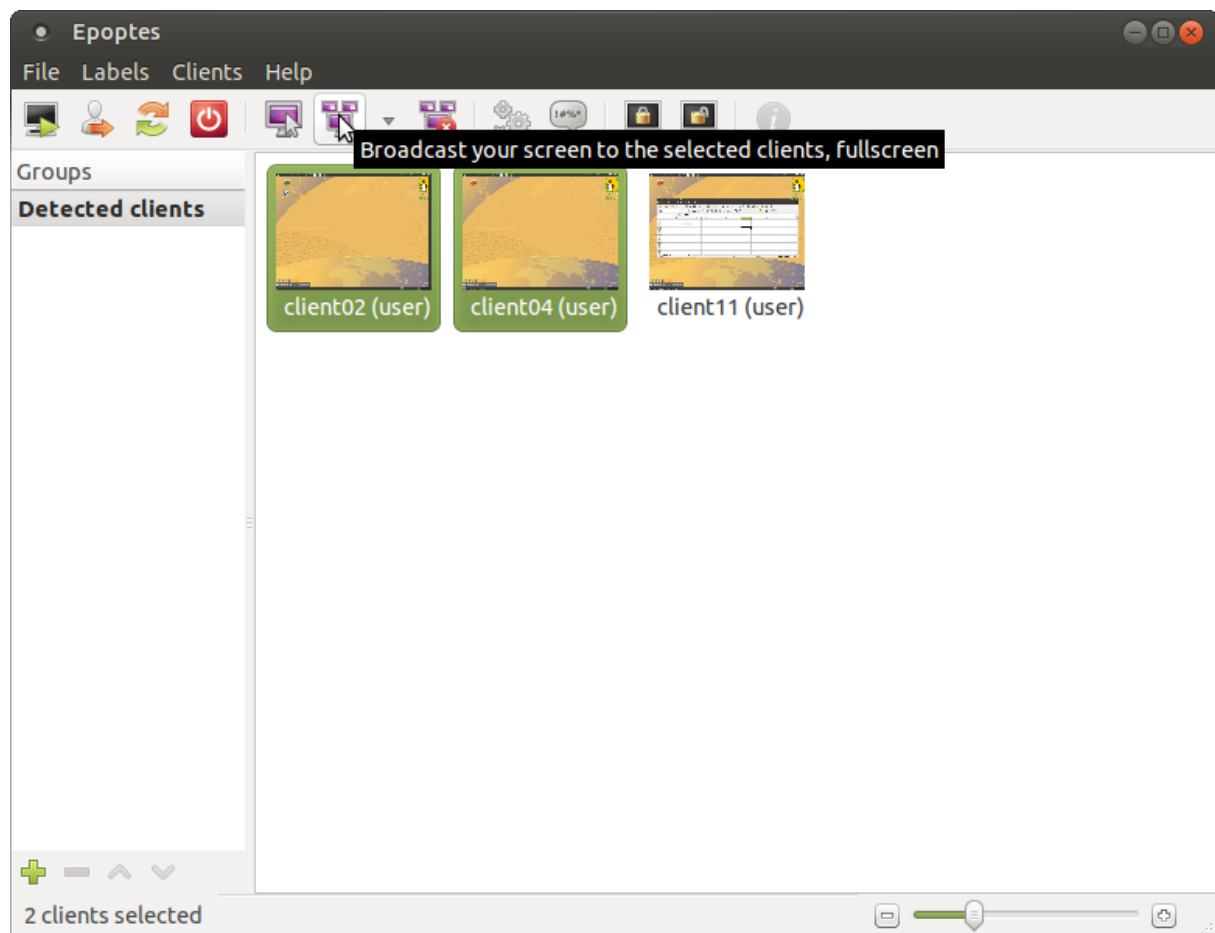 Epoptes
File Labels Clients Help
!@%*
Broadcast your screen to the selected clients, fullscreen
Groups
Detected clients
client02 (user) client04 (user) client11 (user)
2 clients selected